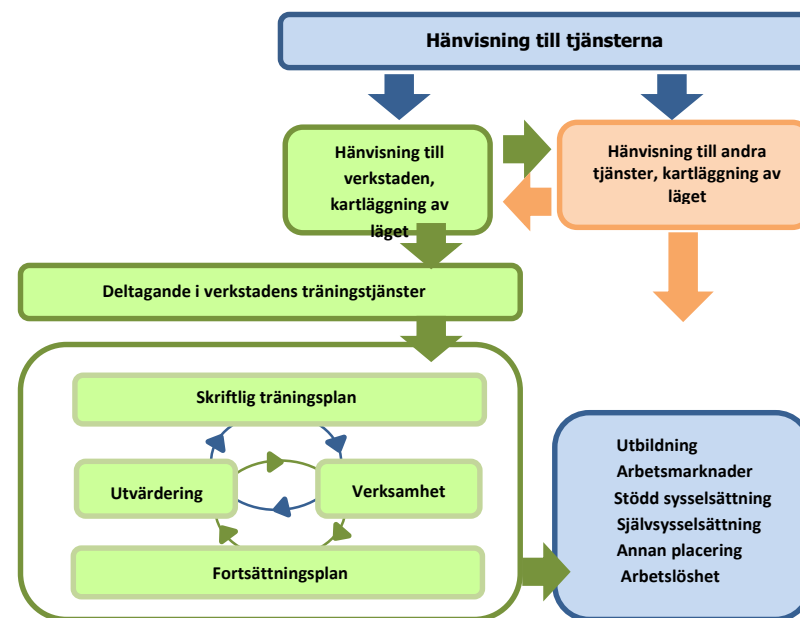 Hänvisning till tjänsterna
Hänvisning till
verkstaden,
kartläggning av
läget
Hänvisning till andra
tjänster, kartläggning av
läget
Deltagande i verkstadens träningstjänster
Skriftlig träningsplan
Utvärdering
Verksamhet
Fortsättningsplan
Utbildning
Arbetsmarknader
Stödd sysselsättning
Självsysselsättning
Annan placering
Arbetslöshet